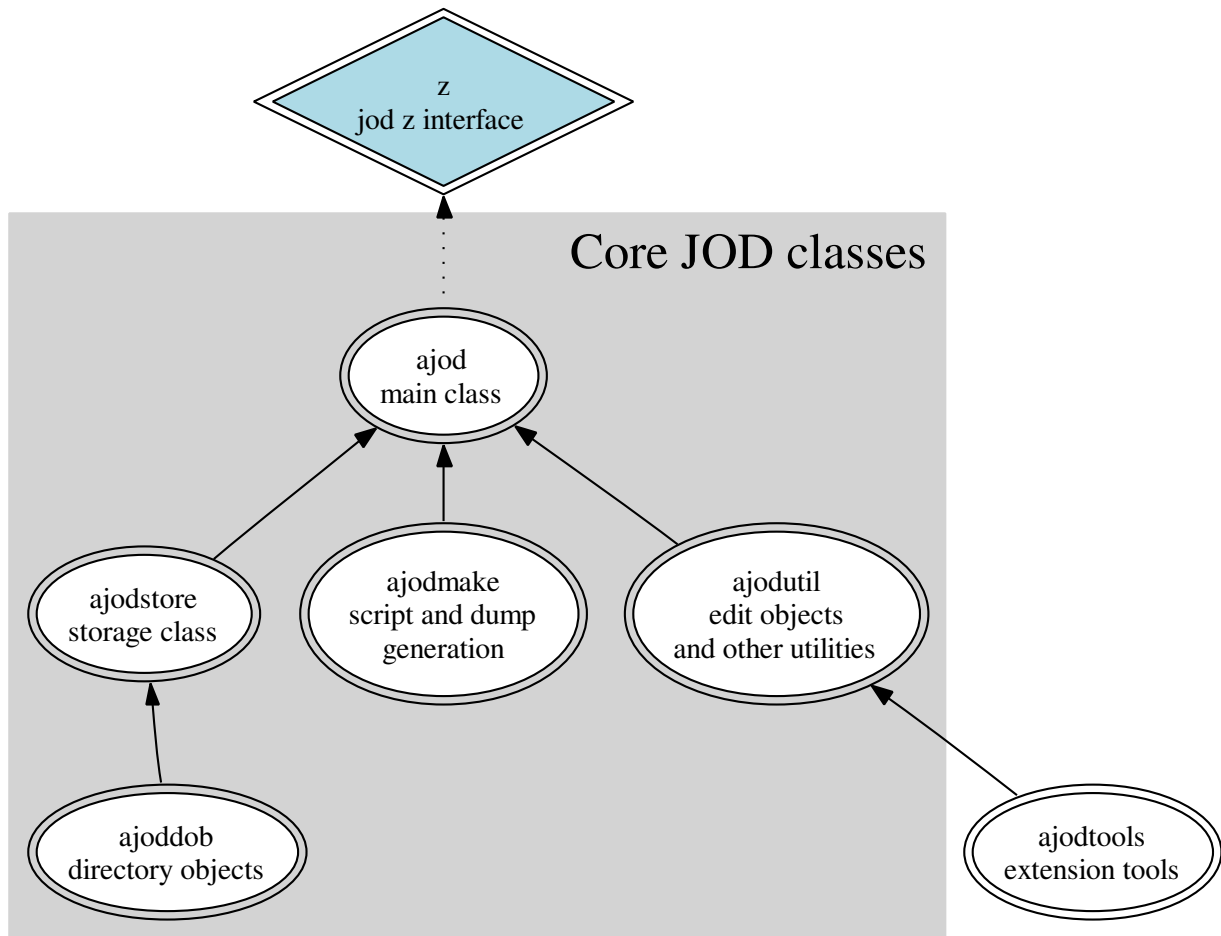 z
jod z interface
Core JOD classes
ajod
main class
ajodstore
storage class
ajodmake
script and dump
generation
ajodutil
edit objects
and other utilities
ajoddob
directory objects
ajodtools
extension tools